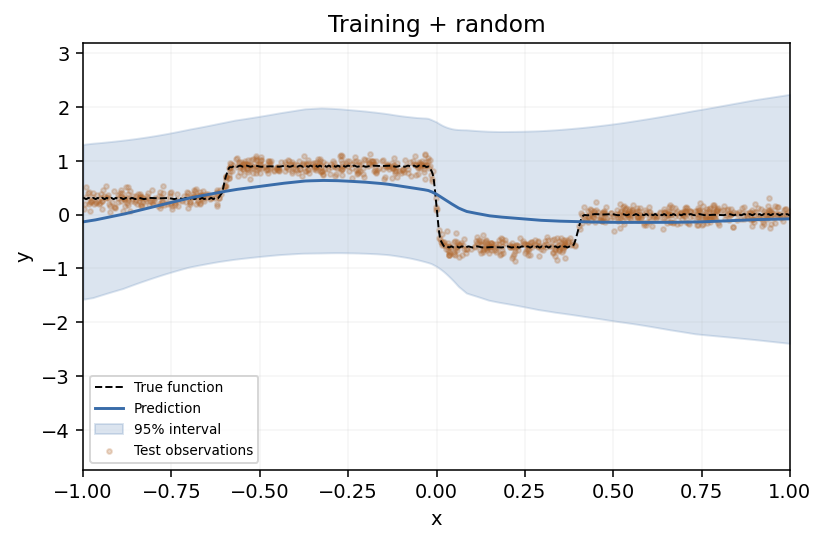 Training + random
3
2
1
0
−1
−2
−3
−4
y
True function
Prediction
95% interval
Test observations
−1.00 −0.75 −0.50 −0.25 0.00 0.25 0.50 0.75 1.00
x